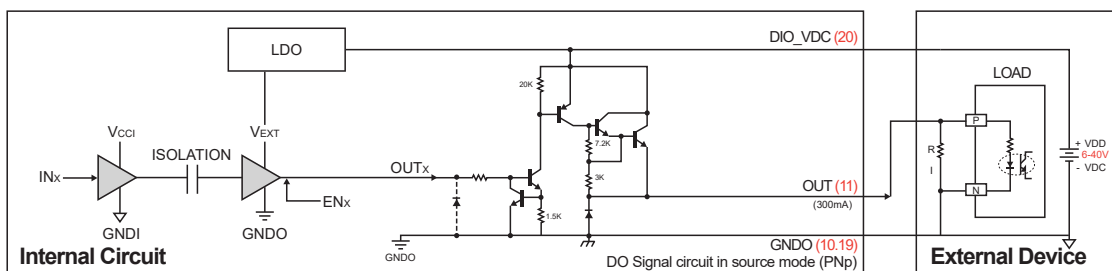 DIO_VDC (20)
LDO
LOAD
20K
VCCI
VEXT
P
ISOLATION
7.2K
+ VDD
6-40V
- VDC
R
I
INx
OUTx
3K
OUT (11)
N
ENx
(300mA)
1.5K
GNDI
GNDO
GNDO
GNDO (10.19)
Internal Circuit
DO Signal circuit in source mode (PNp)
External Device